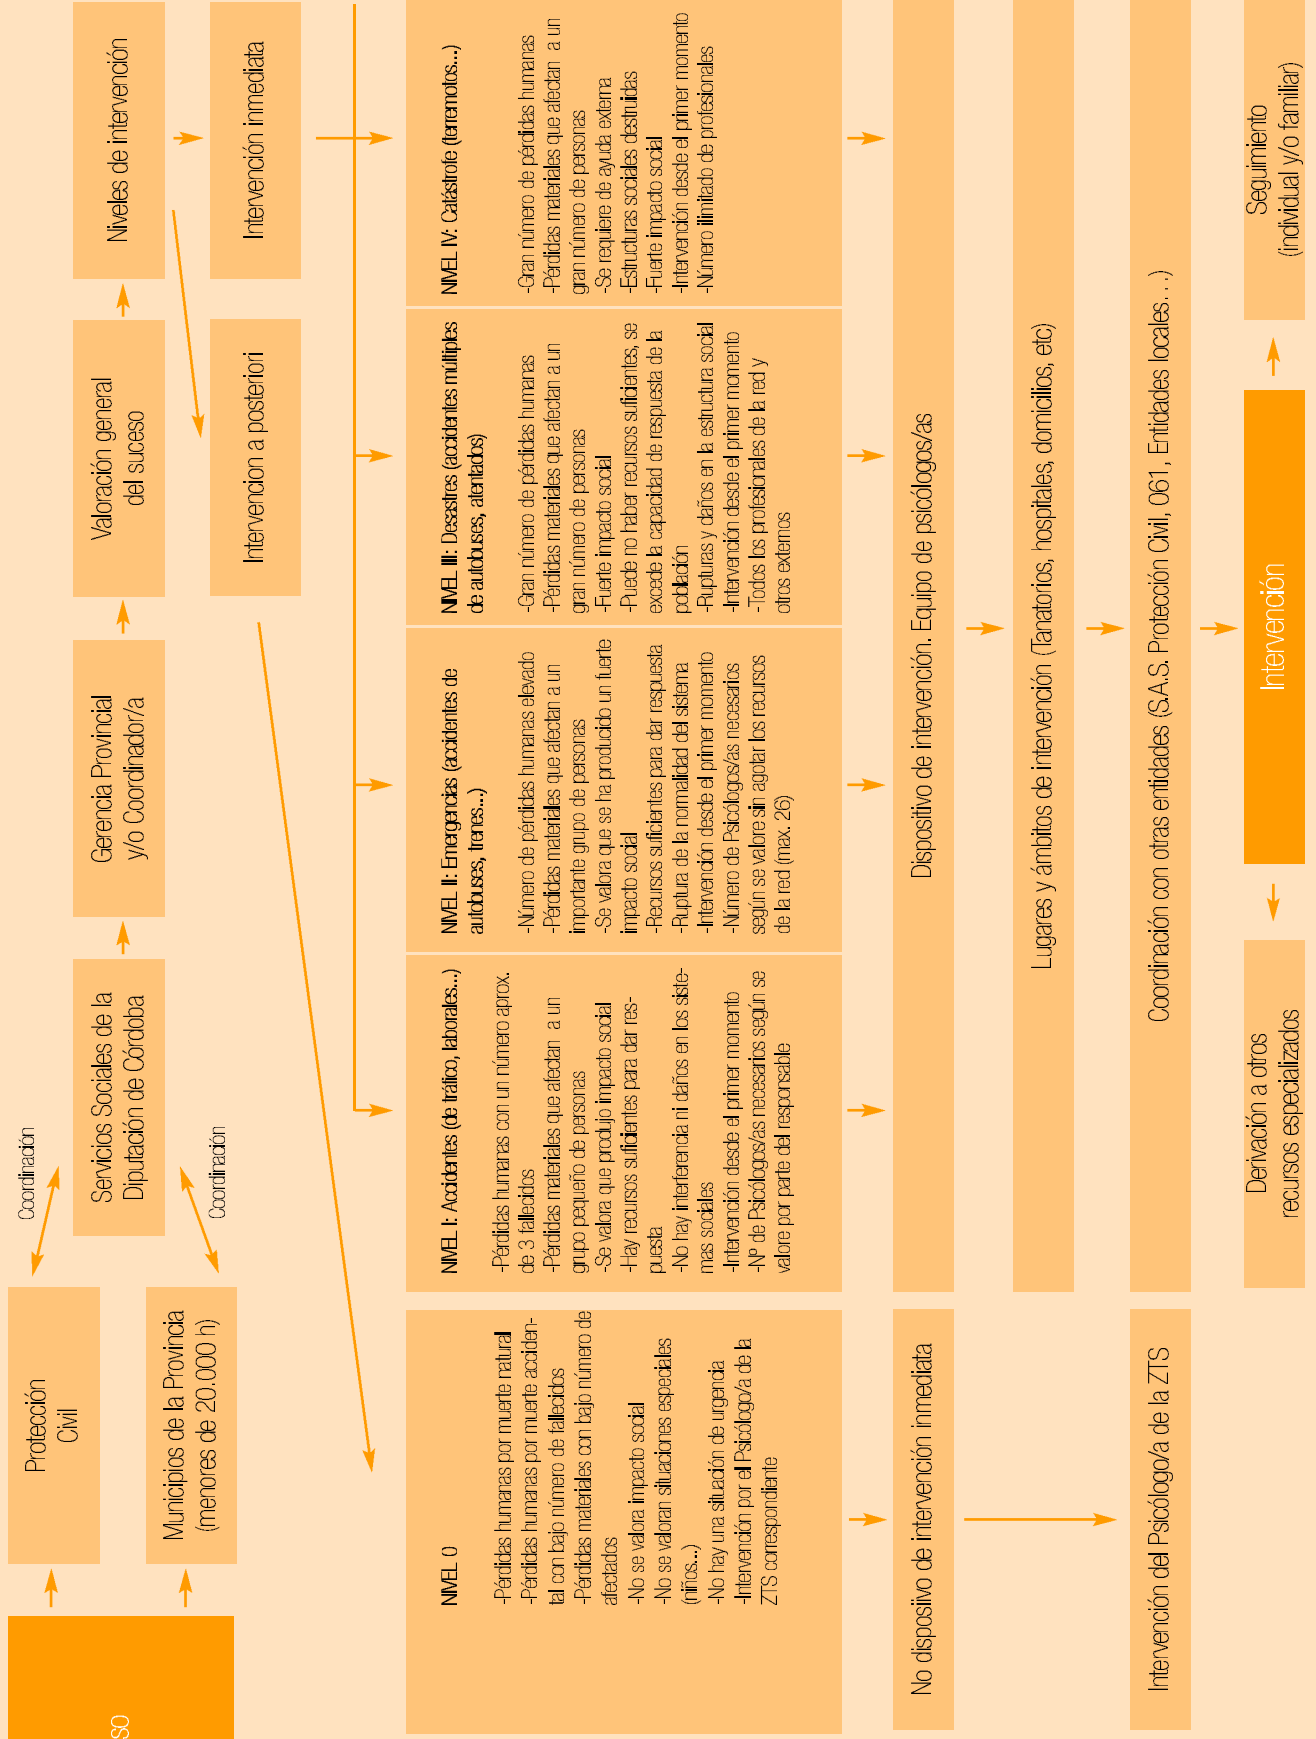 so
Protección
Civil
Municipios de la Provincia
(menores de 20.000 h)
Coordinación
Coordinación
Servicios Sociales de la
Diputación de Córdoba
Gerencia Provincial
y/o Coordinador/a
Valoración general
del suceso
Niveles de intervención
Intervencion a posteriori
Intervención inmediata
NIVEL 0
-Pérdidas humanas por muerte natural
-Pérdidas humanas por muerte acciden-
tal con bajo número de fallecidos
-Pérdidas materiales con bajo número de
afectados
-No se valora impacto social
-No se valoran situaciones especiales
(niños...)
-No hay una situación de urgencia
-Intervención por el Psicólogo/a de la
ZTS correspondiente
NIVEL I: Accidentes (de tráfico, laborales...)
-Pérdidas humanas con un número aprox.
de 3 fallecidos
-Pérdidas materiales que afectan a un
grupo pequeño de personas
-Se valora que produjo impacto social
-Hay recursos suficientes para dar res-
puesta
-No hay interferencia ni daños en los siste-
mas sociales
-Intervención desde el primer momento
-Nº de Psicólogos/as necesarios según se
valore por parte del responsable
NIVEL II: Emergencias (accidentes de
autobuses, trenes...)
-Número de pérdidas humanas elevado
-Pérdidas materiales que afectan a un
importante grupo de personas
-Se valora que se ha producido un fuerte
impacto social
-Recursos suficientes para dar respuesta
-Ruptura de la normalidad del sistema
-Intervención desde el primer momento
-Número de Psicólogos/as necesarios
según se valore sin agotar los recursos
de la red (max. 26)
NIVEL III: Desastres (accidentes múltiples
de autobuses, atentados)
-Gran número de pérdidas humanas
-Pérdidas materiales que afectan a un
gran número de personas
-Fuerte impacto social
-Puede no haber recursos suficientes, se
excede la capacidad de respuesta de la
población
-Rupturas y daños en la estructura social
-Intervención desde el primer momento
-Todos los profesionales de la red y
otros externos
NIVEL IV: Catástrofe (terremotos...)
-Gran número de pérdidas humanas
-Pérdidas materiales que afectan a un
gran número de personas
-Se requiere de ayuda externa
-Estructuras sociales destruidas
-Fuerte impacto social
-Intervención desde el primer momento
-Número ilimitado de profesionales
No dispositivo de intervención inmediata
Dispositivo de intervención. Equipo de psicólogos/as
Lugares y ámbitos de intervención (Tanatorios, hospitales, domicilios, etc)
Intervención del Psicólogo/a de la ZTS
Coordinación con otras entidades (S.A.S. Protección Civil, 061, Entidades locales...)
Derivación a otros
recursos especializados
Intervención
Seguimiento
(individual y/o familiar)